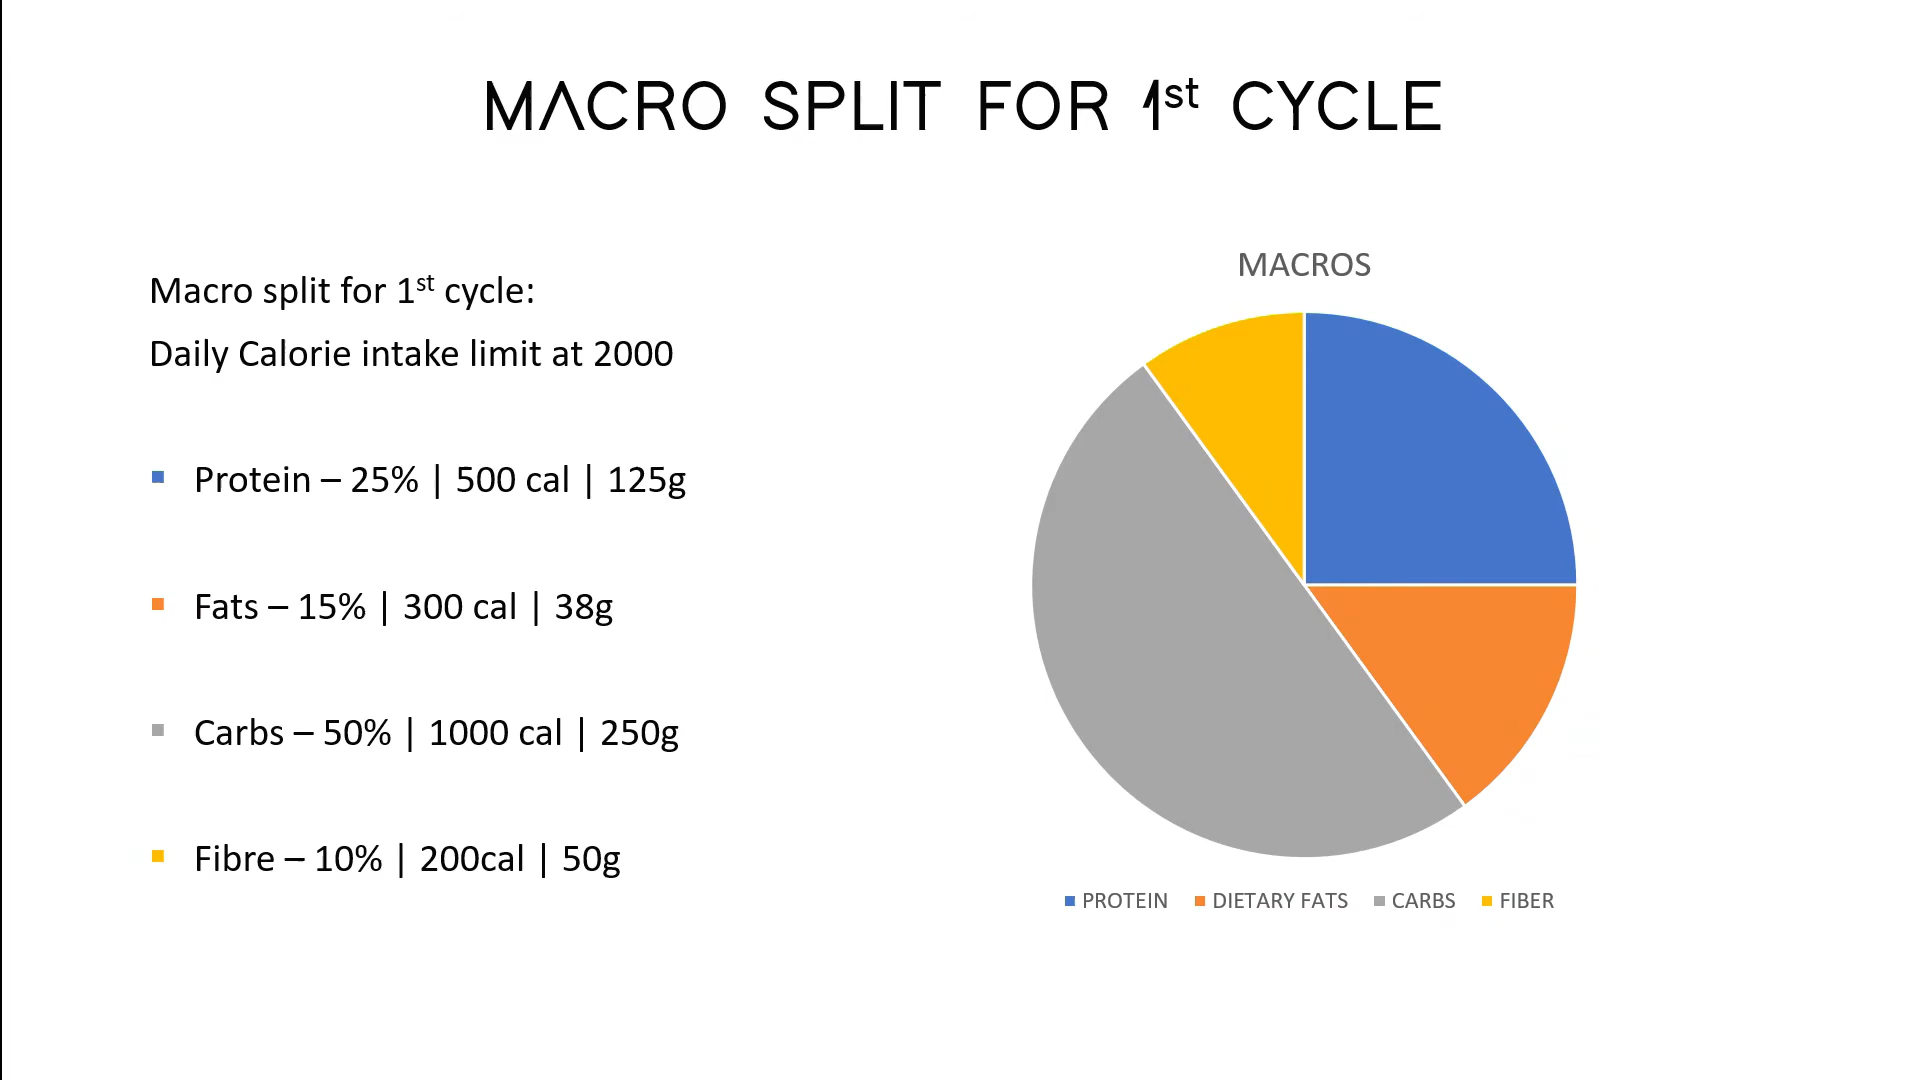 MACRO SPLIT FOR 1st CYCLE
Macro split for 1st cycle:
Daily Calorie intake limit at 2000
Protein – 25% | 500 cal | 125g
Fats – 15% | 300 cal | 38g
Carbs – 50% | 1000 cal | 250g
Fibre – 10% | 200cal | 50g
MACROS
PROTEIN DIETARY FATS CARBS FIBER